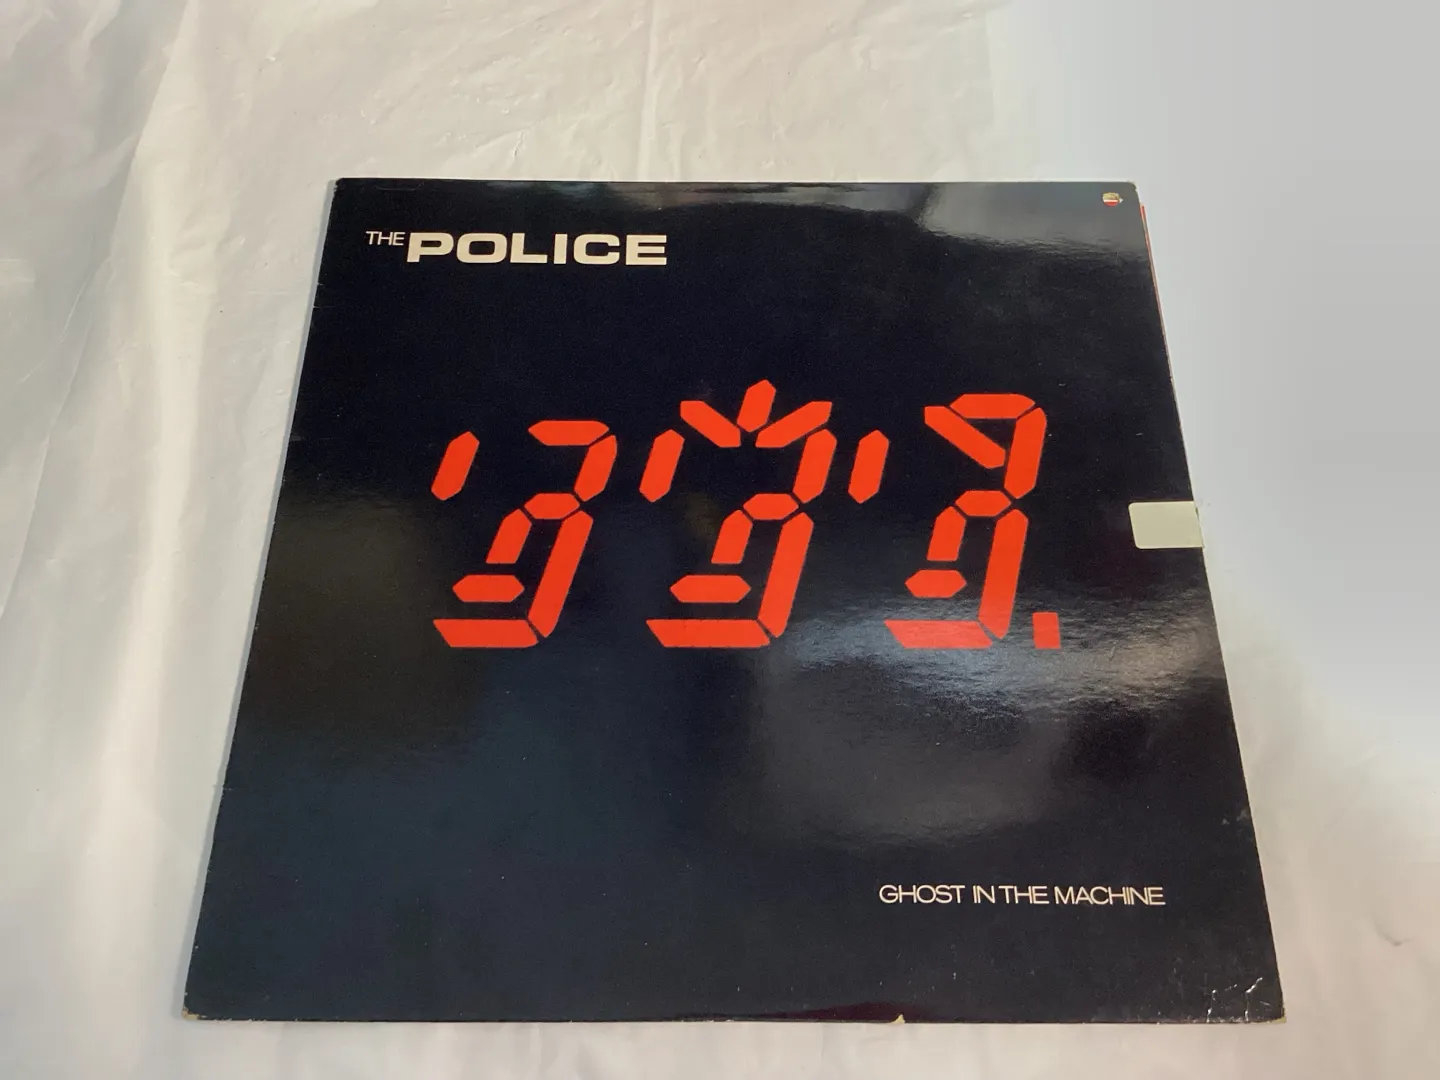 THE POLICE
GHOST IN THE MACHINE